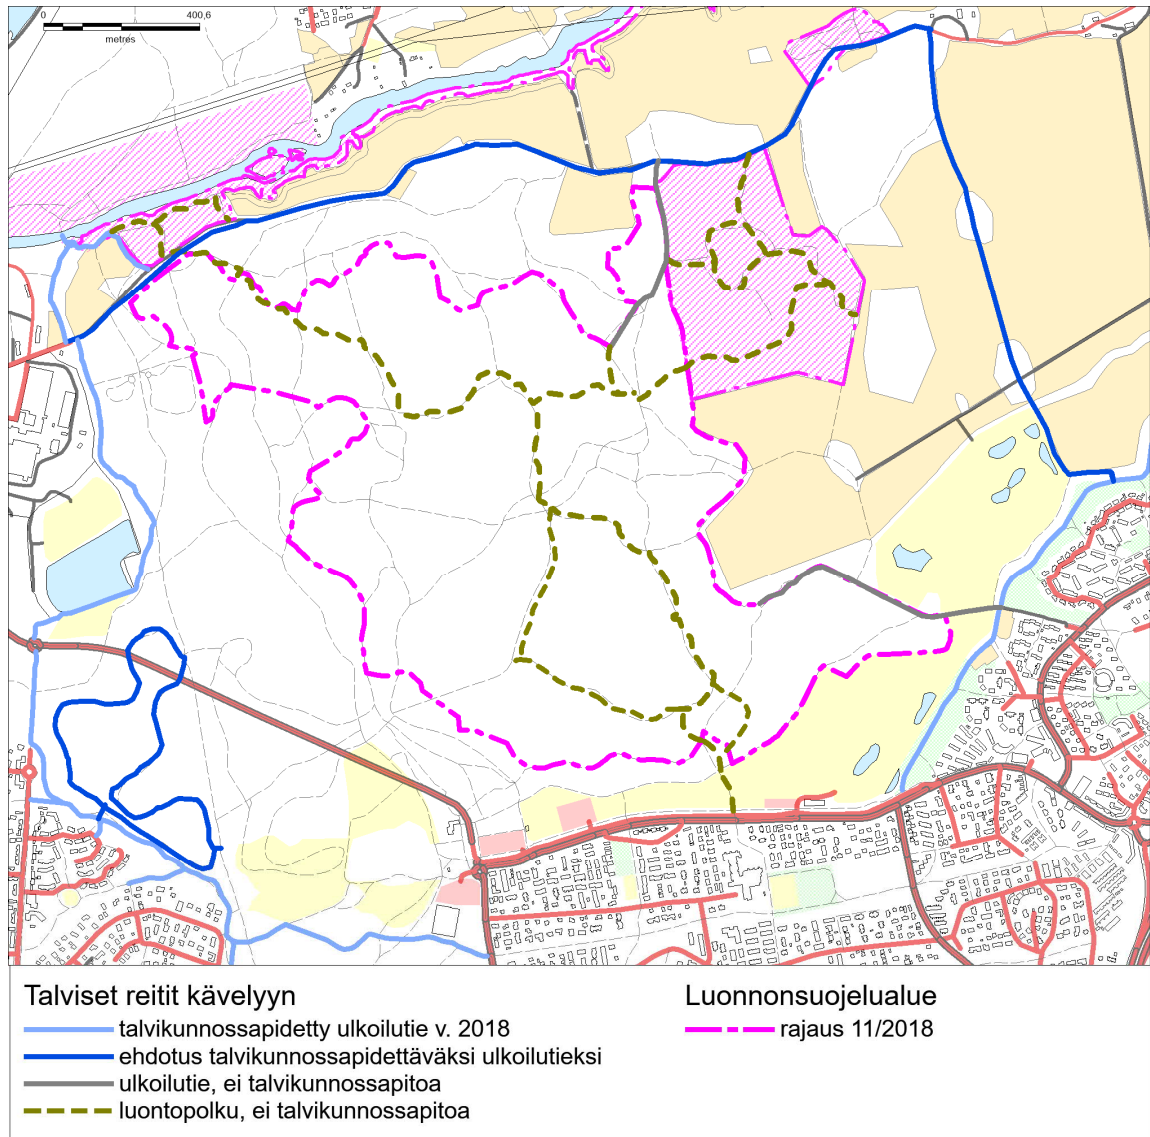 0 400,6
metres
Talviset reitit kävelyyn
talvikunnossapidetty ulkoilutie v. 2018
ehdotus talvikunnossapidettäväksi ulkoilutieksi
ulkoilutie, ei talvikunnossapitoa
luontopolku, ei talvikunnossapitoa
Luonnonsuojelualue
rajaus 11/2018